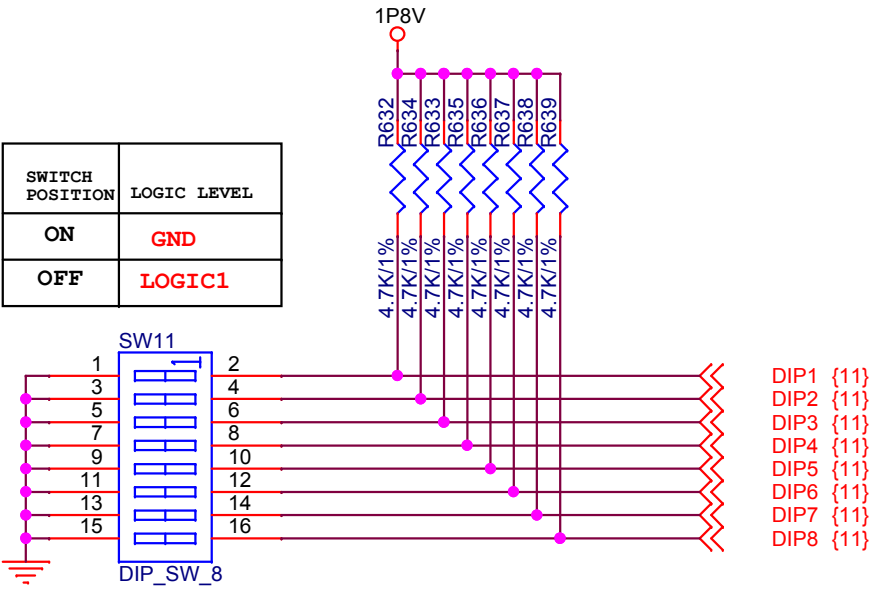 1P8V
R632
R634
R633
R635
R636
R637
R638
R639
4.7K/1%
4.7K/1%
4.7K/1%
4.7K/1%
4.7K/1%
4.7K/1%
4.7K/1%
4.7K/1%
SWITCH
POSITION LOGIC LEVEL
ON GND
OFF LOGIC1
SW11
1
1 2 DIP1 {11}
3 4 DIP2 {11}
5 6 DIP3 {11}
7 8 DIP4 {11}
9 10 DIP5 {11}
11 12 DIP6 {11}
13 14 DIP7 {11}
15 16 DIP8 {11}
DIP_SW_8